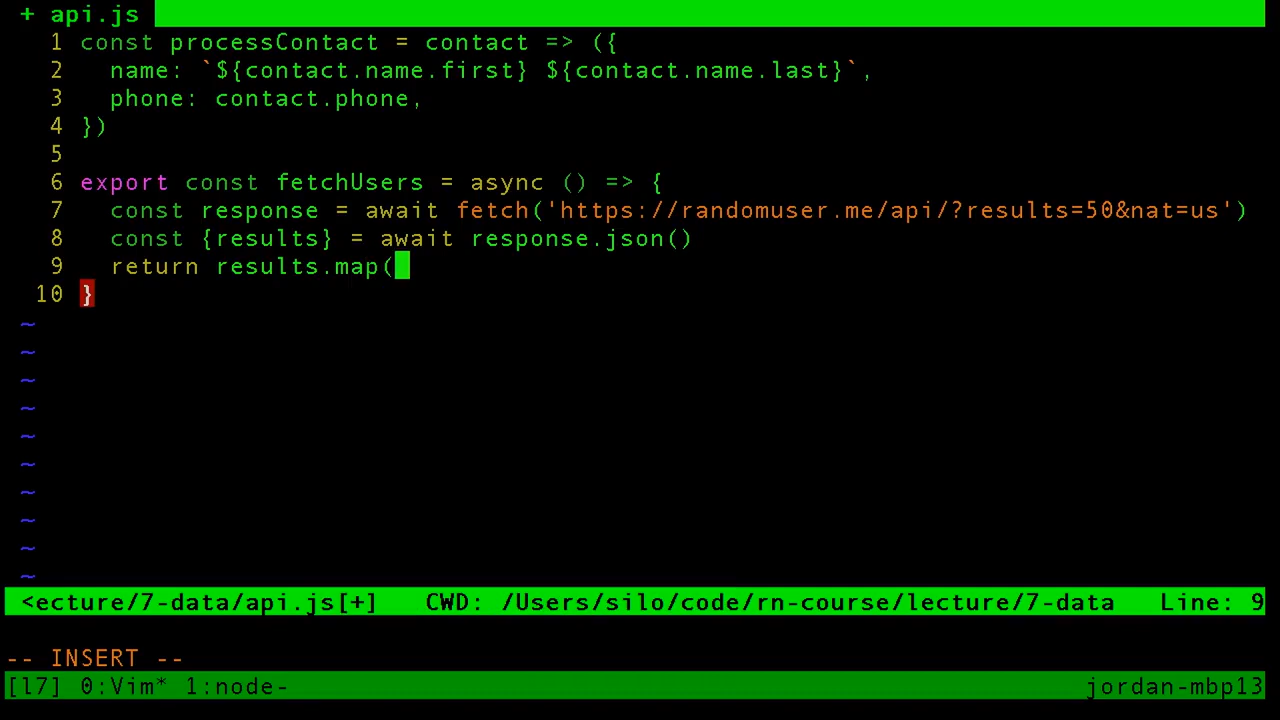 + api.js
1 const processContact = contact => ({
2   name: `${contact.name.first} ${contact.name.last}`,
3   phone: contact.phone,
4 })
5
6 export const fetchUsers = async () => {
7   const response = await fetch('https://randomuser.me/api/?results=50&nat=us')
8   const {results} = await response.json()
9   return results.map(
10 }
~
~
~
~
~
~
~
~
~
~
<ecture/7-data/api.js[+]   CWD: /Users/silo/code/rn-course/lecture/7-data   Line: 9
-- INSERT --
[l7] 0:Vim* 1:node- jordan-mbp13